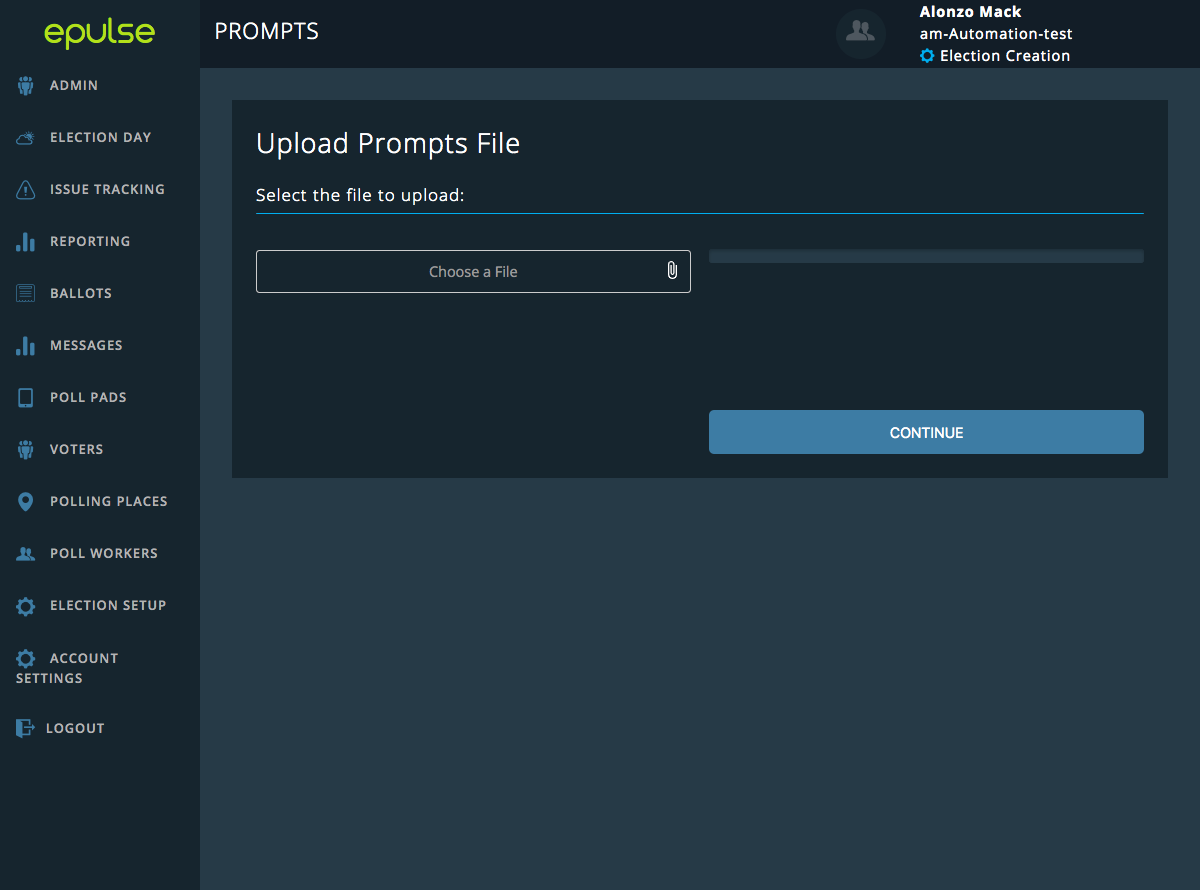 epulse
PROMPTS
Alonzo Mack
am-Automation-test
Election Creation
ADMIN
ELECTION DAY
ISSUE TRACKING
REPORTING
BALLOTS
MESSAGES
POLL PADS
VOTERS
POLLING PLACES
POLL WORKERS
ELECTION SETUP
ACCOUNT
SETTINGS
LOGOUT
Upload Prompts File
Select the file to upload:
Choose a File
CONTINUE